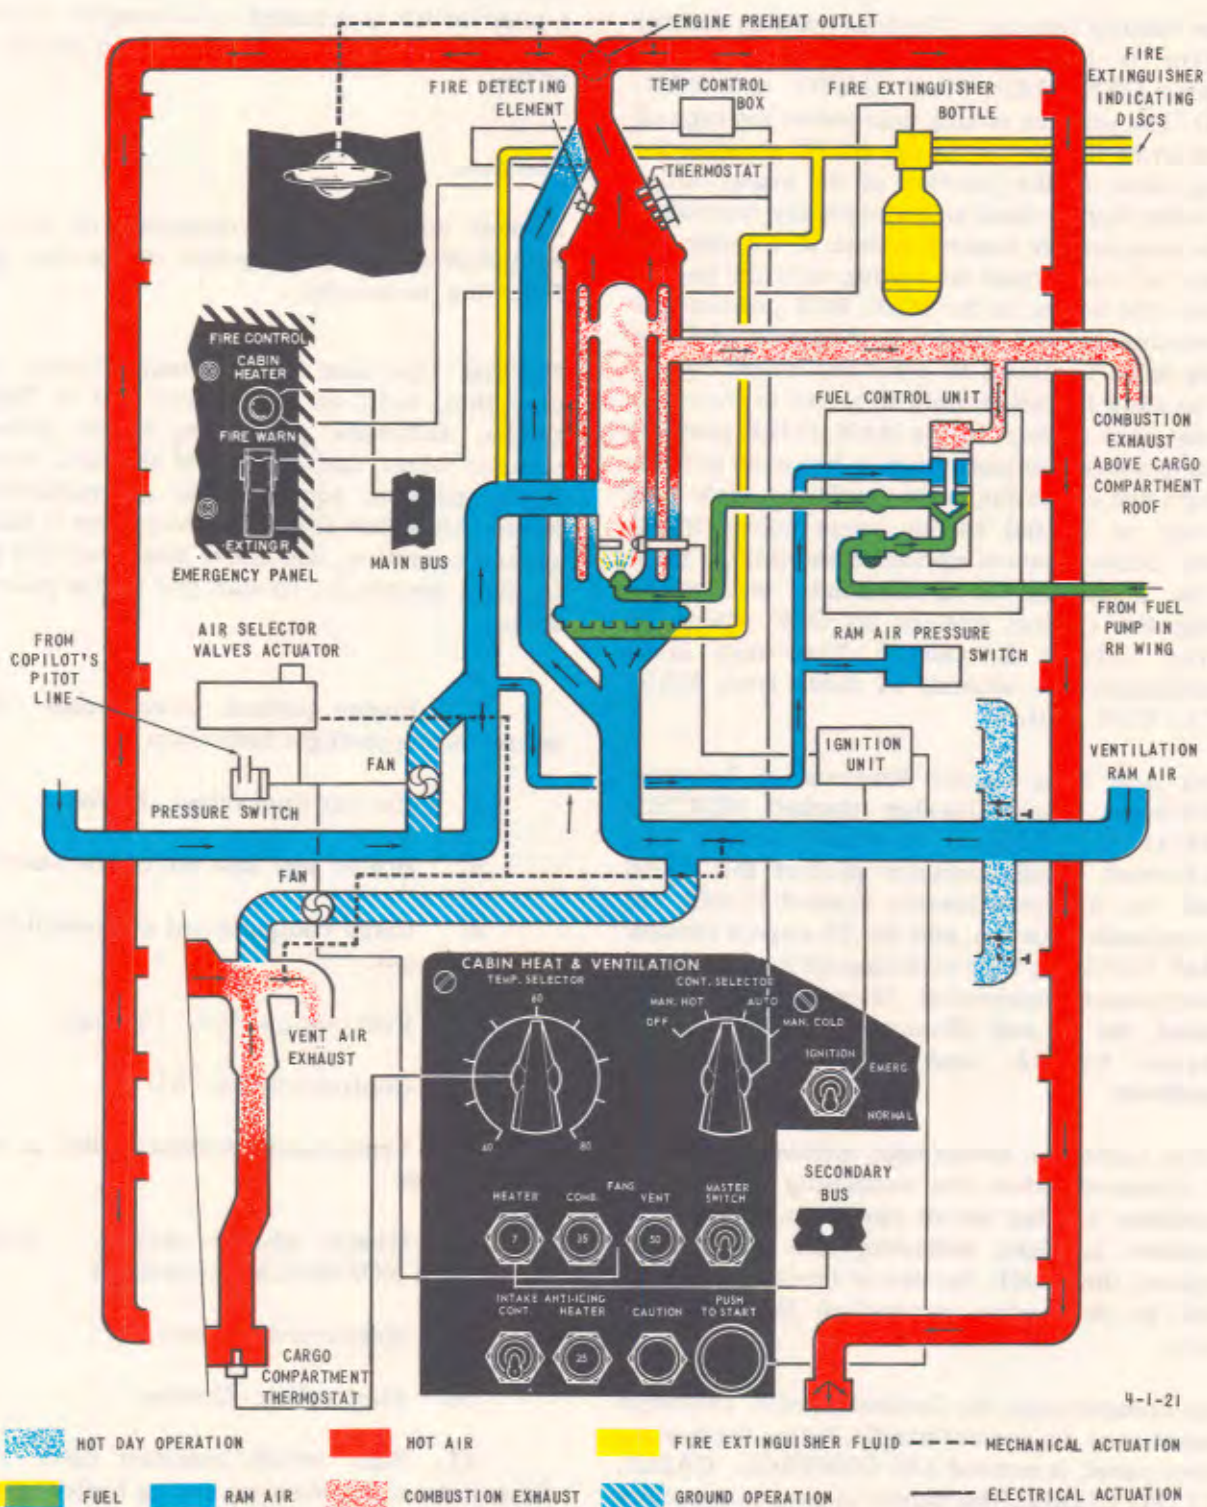 ENGINE PREHEAT OUTLET
FIRE
EXTINGUISHER
INDICATING
DISCS
FIRE DETECTING
ELEMENT
TEMP CONTROL
BOX
FIRE EXTINGUISHER
BOTTLE
THERMOSTAT
FIRE CONTROL
CABIN
HEATER
FIRE WARN
EXTINGR
EMERGENCY PANEL
MAIN BUS
FUEL CONTROL UNIT
COMBUSTION
EXHAUST
ABOVE CARGO
COMPARTMENT
ROOF
FROM
COPILOT'S
PITOT
LINE
AIR SELECTOR
VALVES ACTUATOR
RAM AIR PRESSURE
SWITCH
FROM FUEL
PUMP IN
RH WING
FAN
PRESSURE SWITCH
IGNITION
UNIT
VENTILATION
RAM AIR
FAN
VENT AIR
EXHAUST
CABIN HEAT & VENTILATION
TEMP. SELECTOR
60
40
80
CONT. SELECTOR
MAN. HOT
AUTO
OFF
MAN. COLD
IGNITION
EMERG
NORMAL
FANS
HEATER
COMB.
VENT
MASTER
SWITCH
7
35
50
SECONDARY
BUS
INTAKE
CONT.
ANTI-ICING
HEATER
CAUTION
PUSH
TO START
25
CARGO
COMPARTMENT
THERMOSTAT
4-1-21
HOT DAY OPERATION
HOT AIR
FIRE EXTINGUISHER FLUID
MECHANICAL ACTUATION
FUEL
RAM AIR
COMBUSTION EXHAUST
GROUND OPERATION
ELECTRICAL ACTUATION